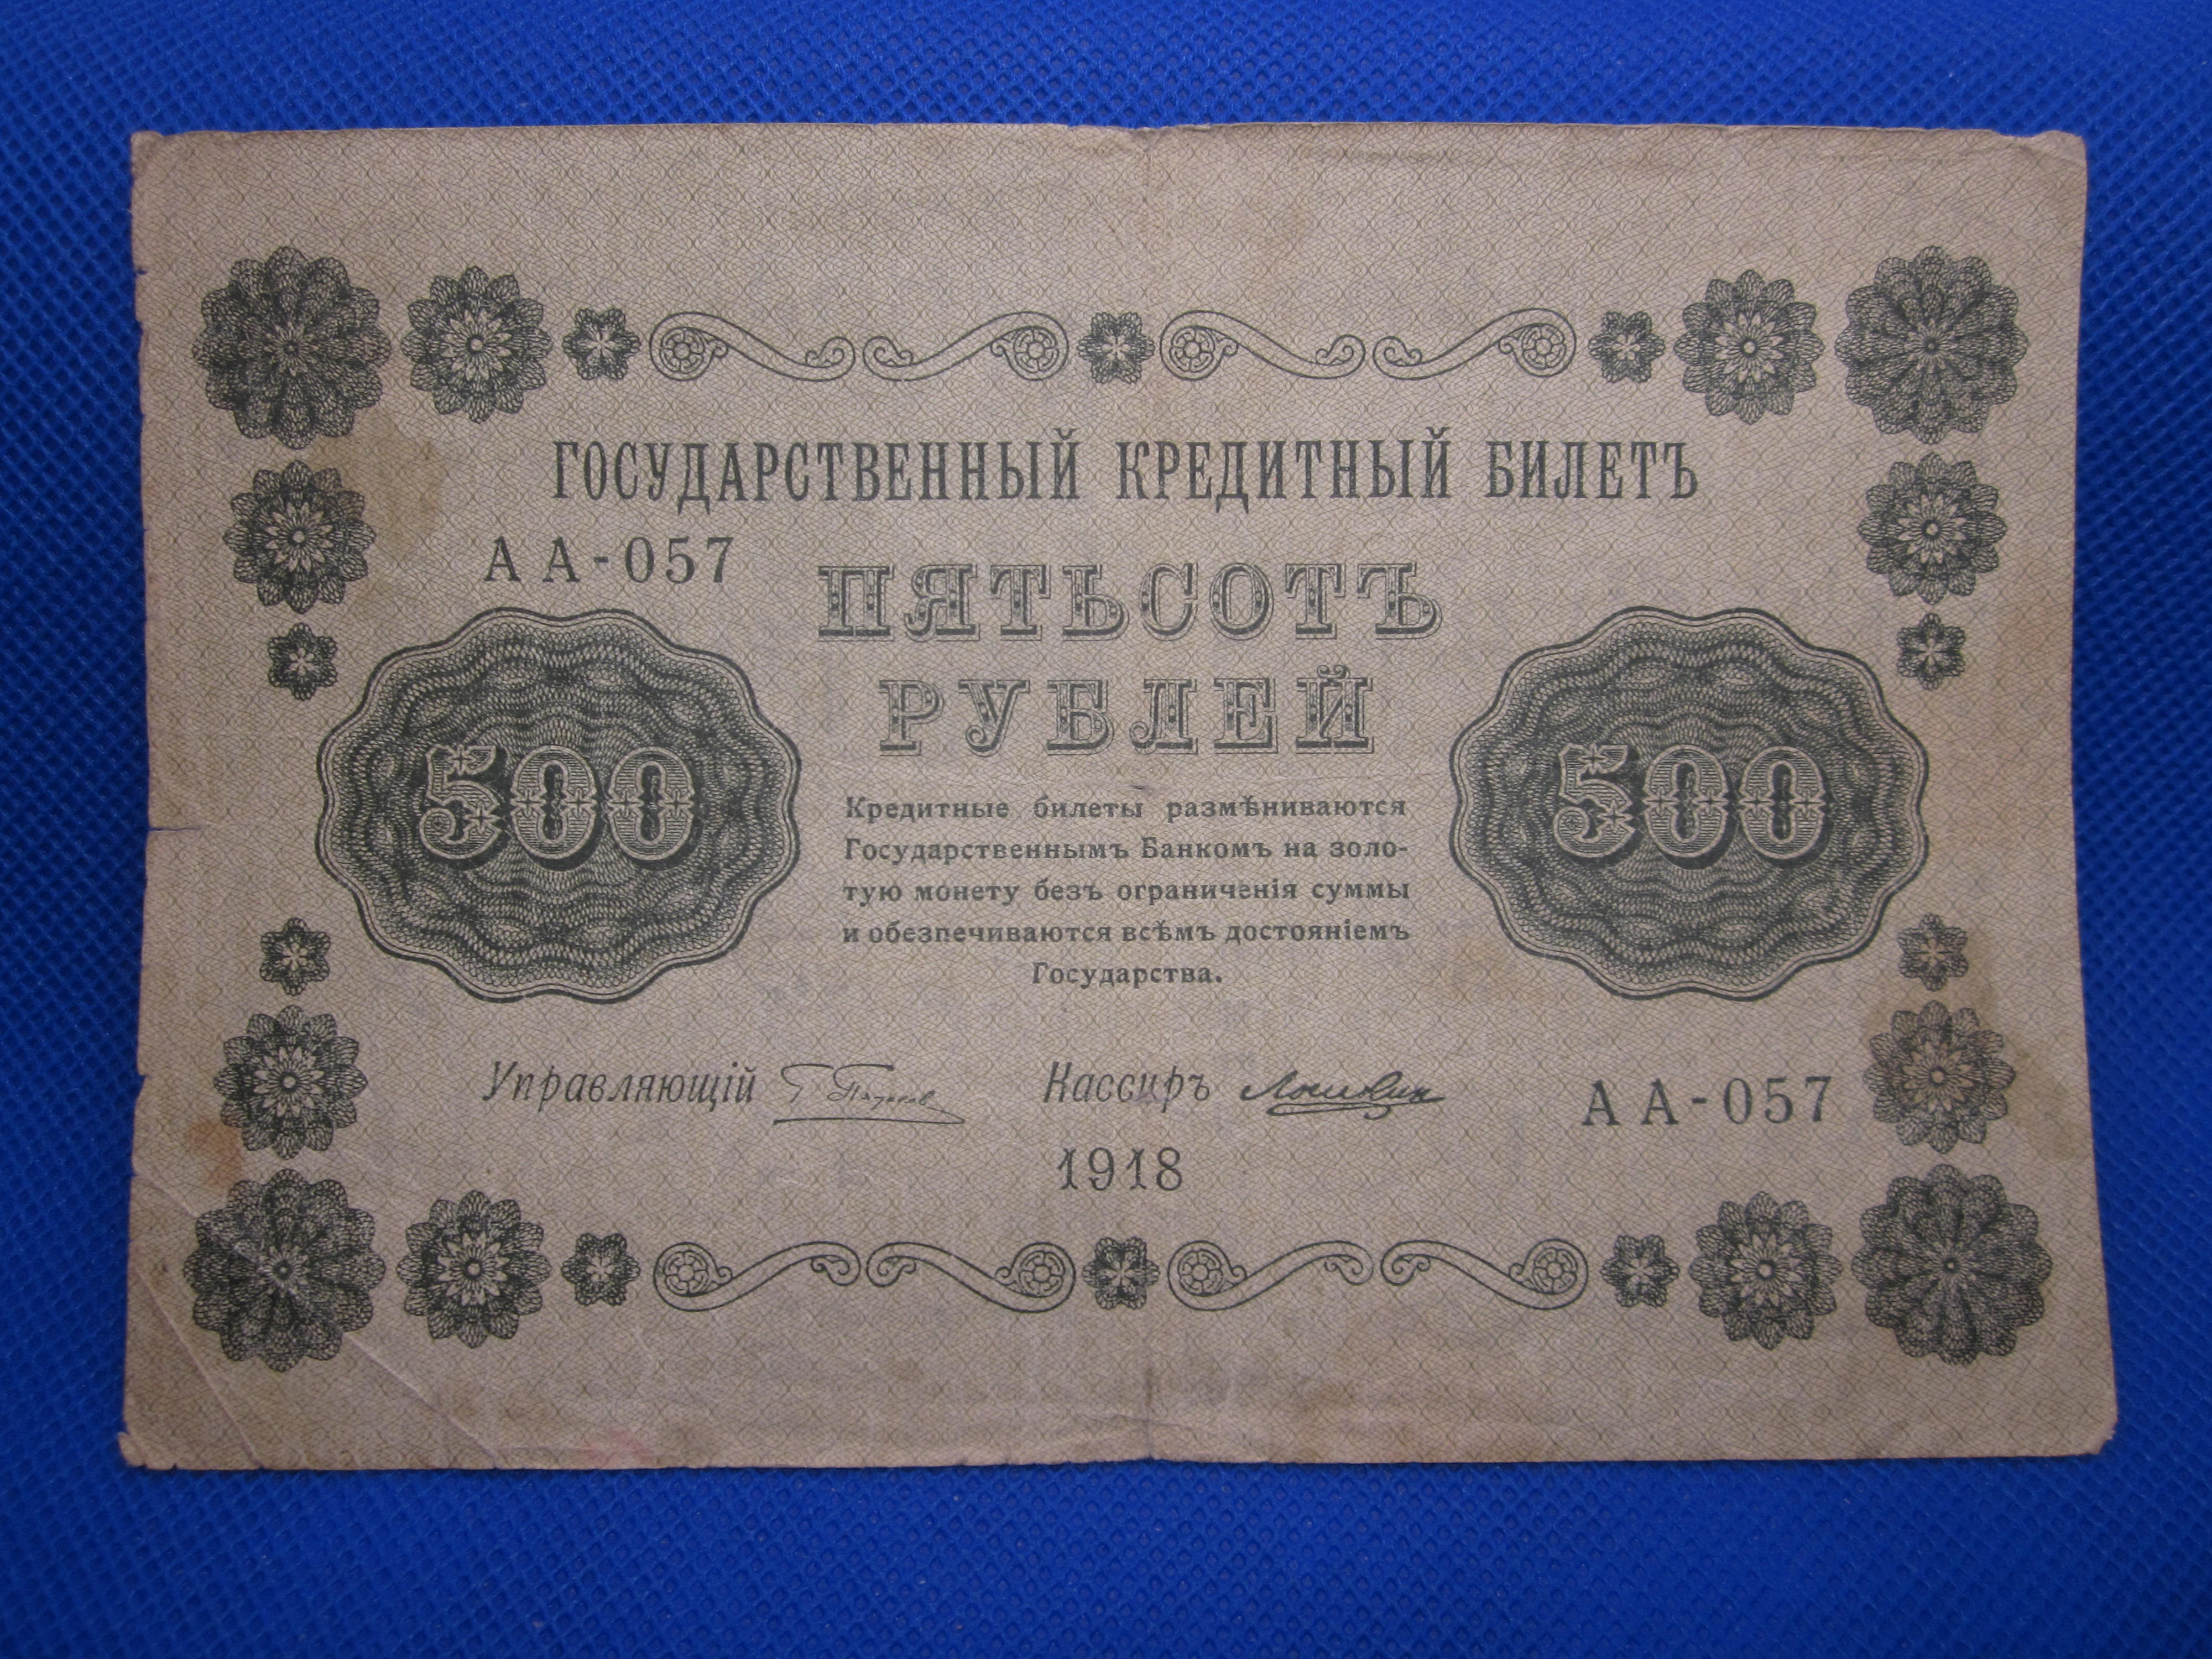 ГОСУДАРСТВЕННЫЙ КРЕДИТНЫЙ БИЛЕТЪ
АА-057
ПЯТЬСОТЪ
РУБЛЕЙ
500
500
Кредитные билеты размѣниваются
Государственнымъ Банкомъ на золо-
тую монету безъ ограниченія суммы
и обезпечиваются всѣмъ достояніемъ
Государства.
Управляющій
Кассиръ
АА-057
1918